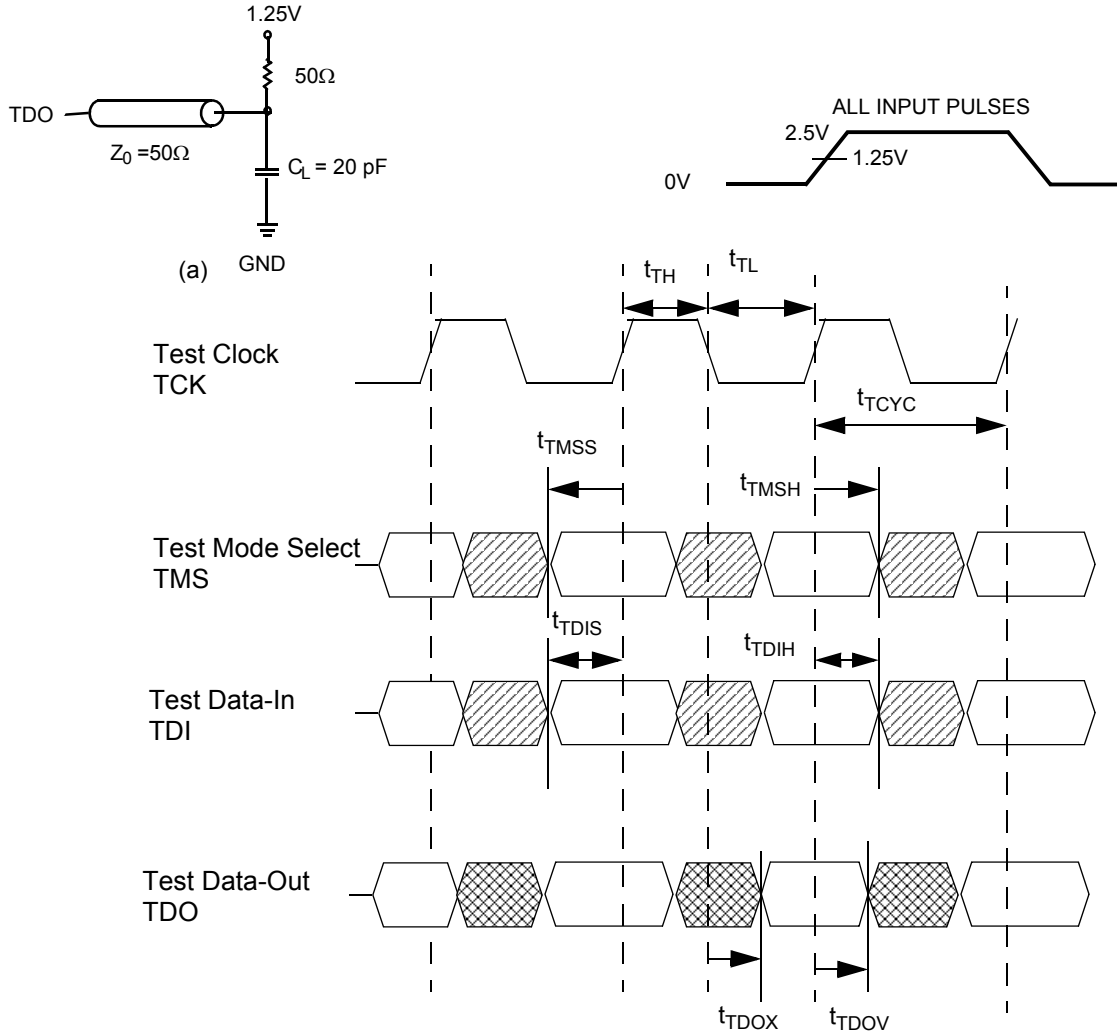 1.25V
50Ω
TDO
Z0 =50Ω
CL = 20 pF
(a)
GND
ALL INPUT PULSES
2.5V
1.25V
0V
tTH
tTL
Test Clock
TCK
tTCYC
tTMSS
tTMSH
Test Mode Select
TMS
tTDIS
tTDIH
Test Data-In
TDI
Test Data-Out
TDO
tTDOX
tTDOV